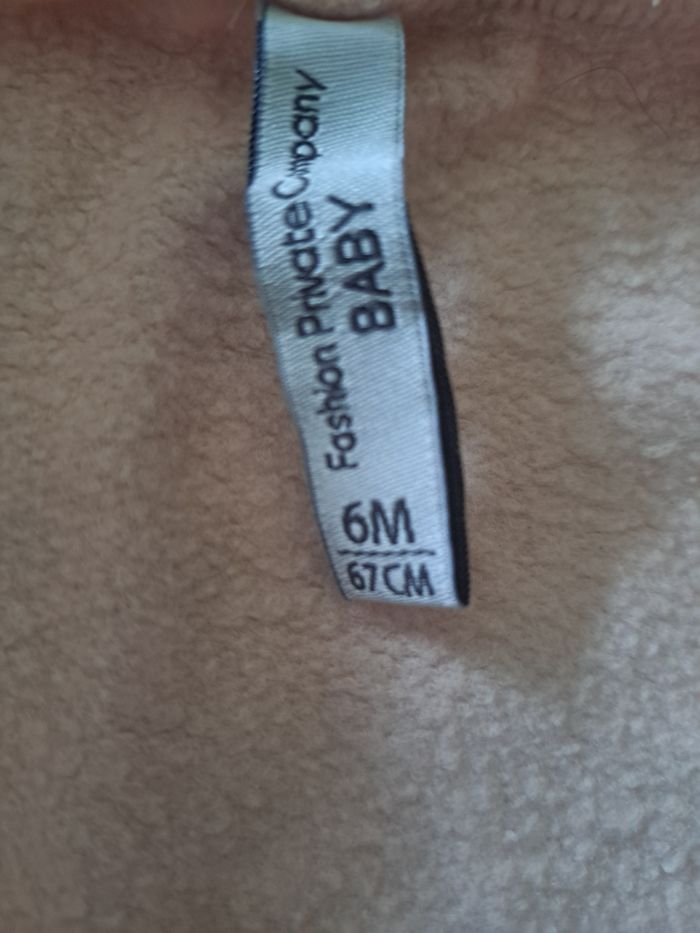 Fashion Private Company
BABY
6M
67CM